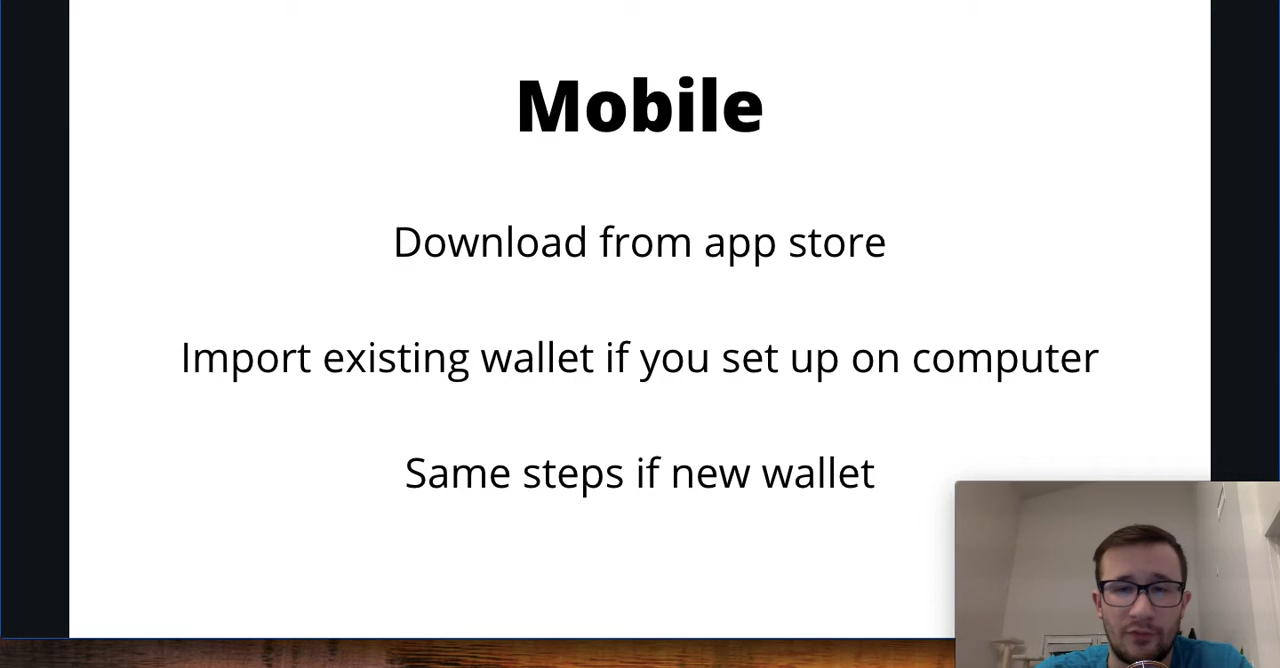 Mobile
Download from app store
Import existing wallet if you set up on computer
Same steps if new wallet